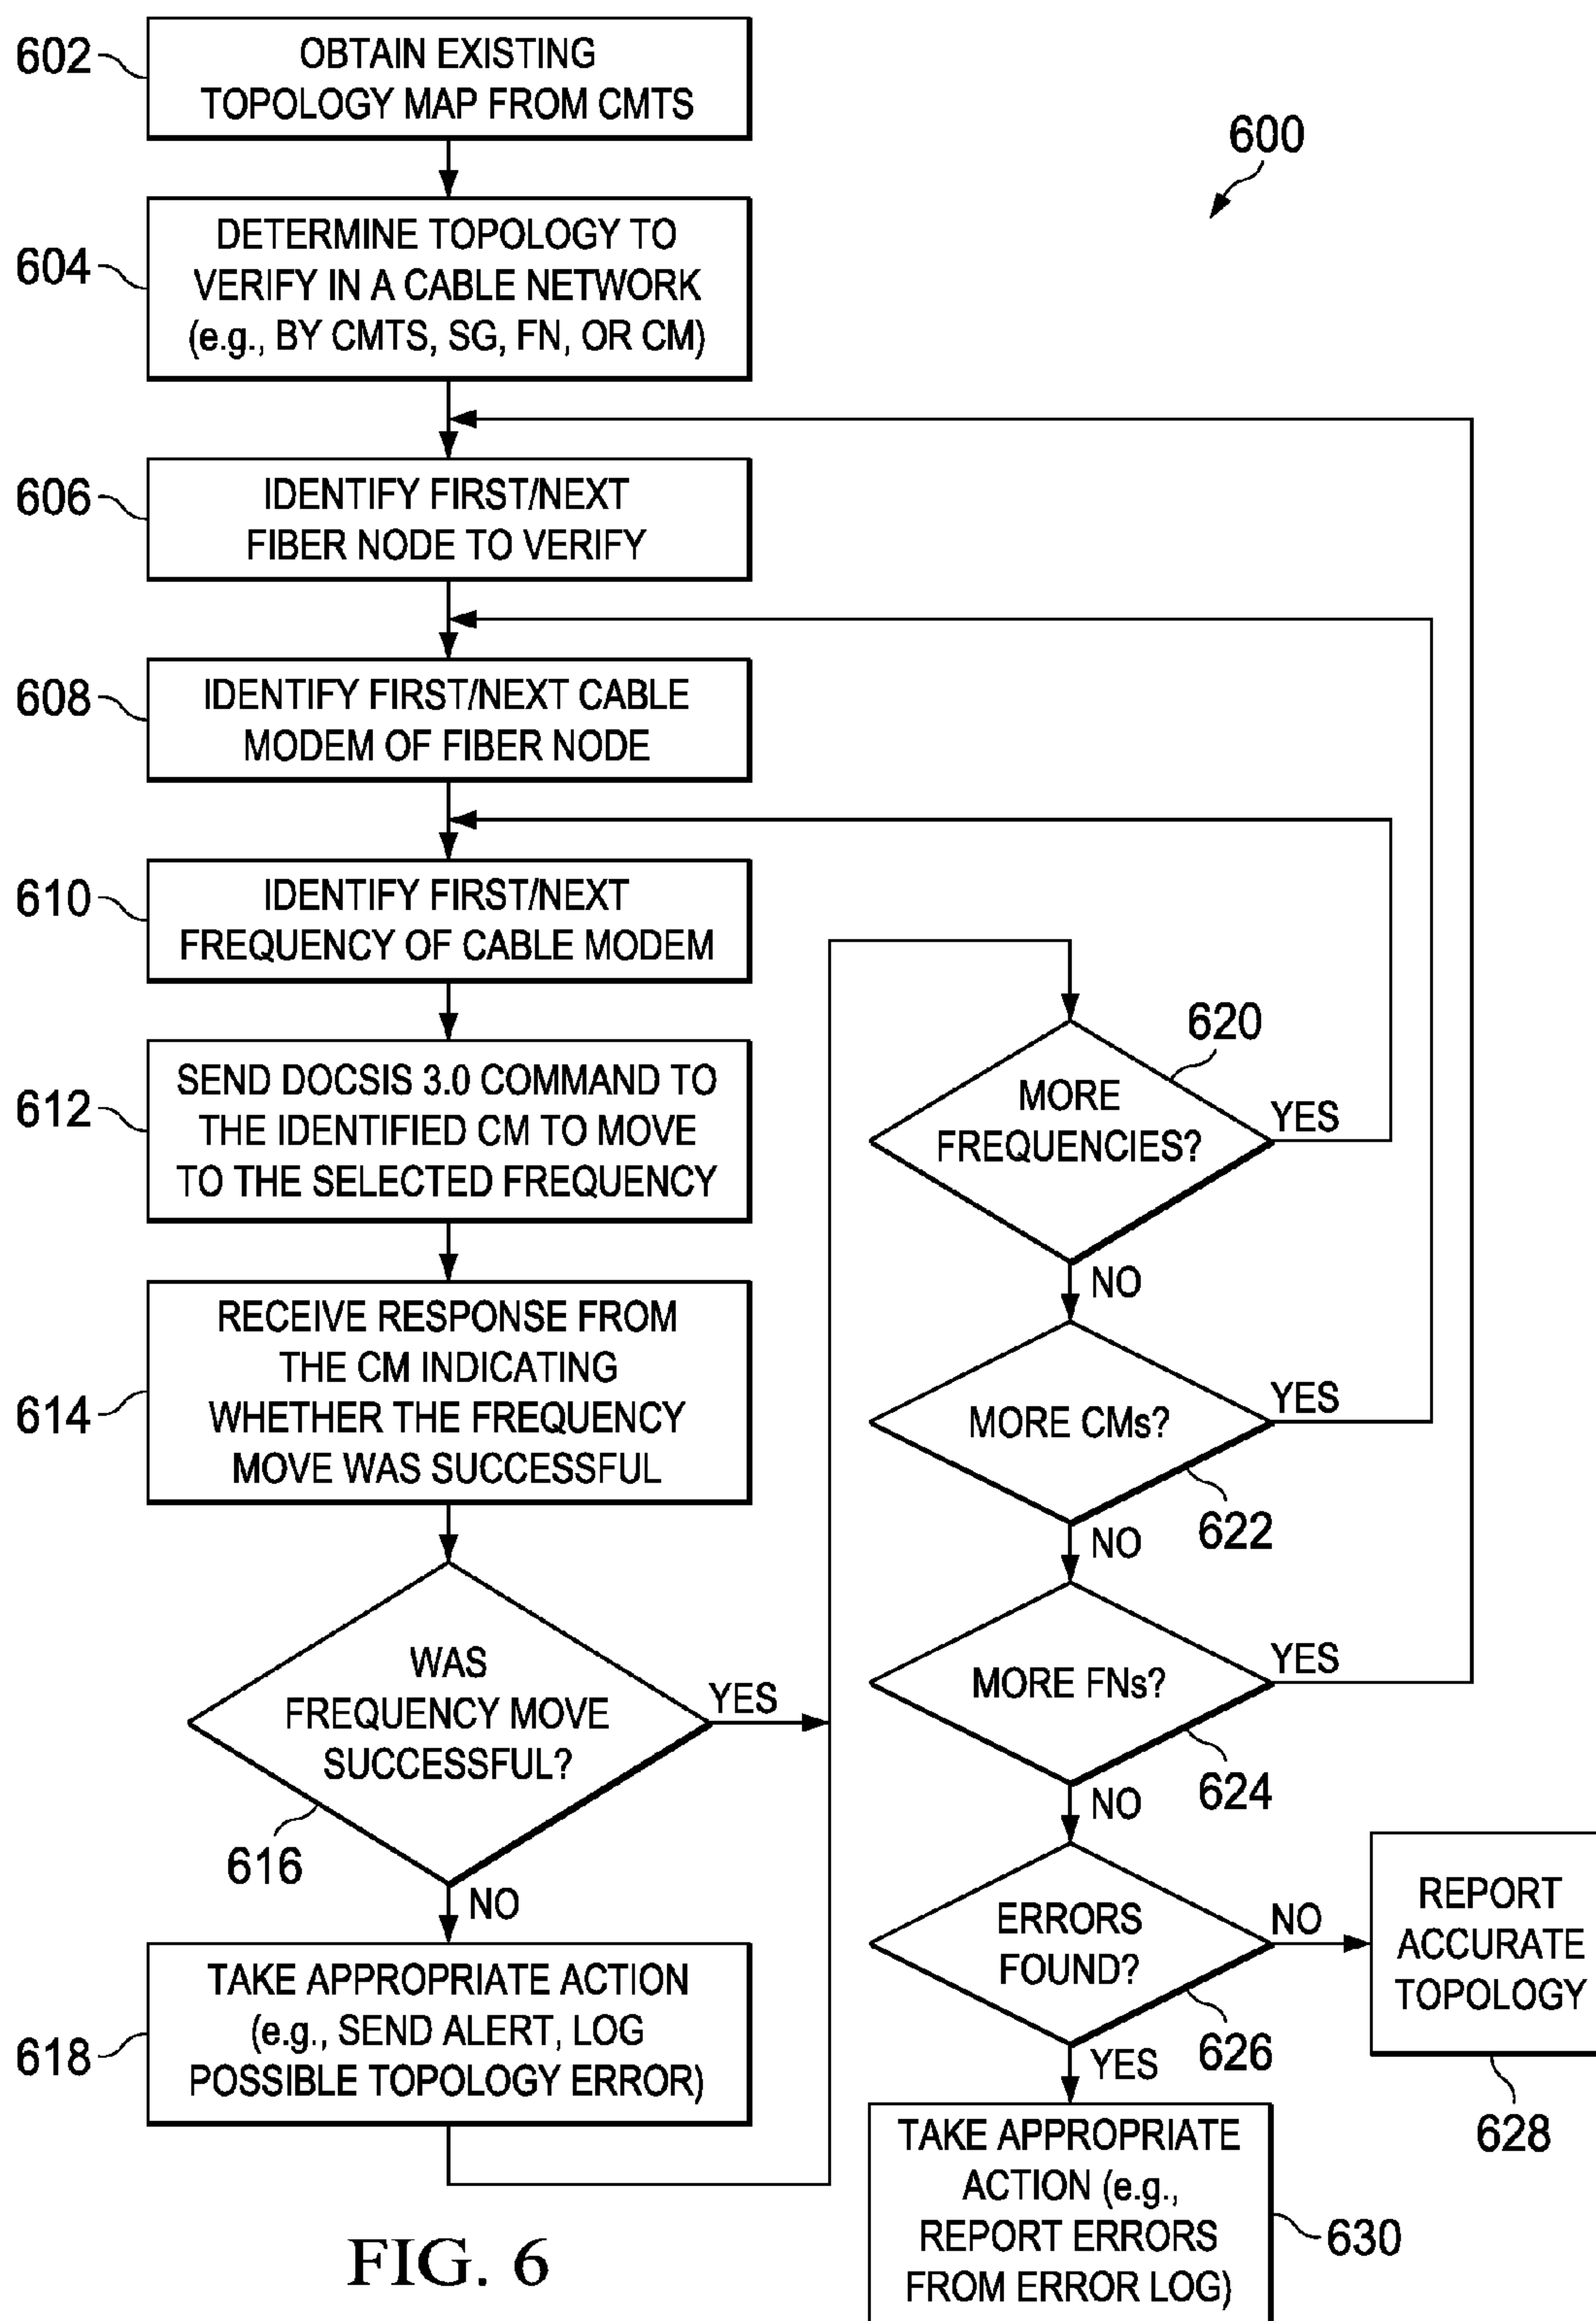 602
OBTAIN EXISTING
TOPOLOGY MAP FROM CMTS
600
604
DETERMINE TOPOLOGY TO
VERIFY IN A CABLE NETWORK
(e.g., BY CMTS, SG, FN, OR CM)
606
IDENTIFY FIRST/NEXT
FIBER NODE TO VERIFY
608
IDENTIFY FIRST/NEXT CABLE
MODEM OF FIBER NODE
610
IDENTIFY FIRST/NEXT
FREQUENCY OF CABLE MODEM
612
SEND DOCSIS 3.0 COMMAND TO
THE IDENTIFIED CM TO MOVE
TO THE SELECTED FREQUENCY
614
RECEIVE RESPONSE FROM
THE CM INDICATING
WHETHER THE FREQUENCY
MOVE WAS SUCCESSFUL
WAS
FREQUENCY MOVE
SUCCESSFUL?
YES
616
NO
618
TAKE APPROPRIATE ACTION
(e.g., SEND ALERT, LOG
POSSIBLE TOPOLOGY ERROR)
620
MORE
FREQUENCIES?
YES
NO
MORE CMs?
YES
622
NO
MORE FNs?
YES
624
NO
ERRORS
FOUND?
NO
626
YES
REPORT
ACCURATE
TOPOLOGY
628
TAKE APPROPRIATE
ACTION (e.g.,
REPORT ERRORS
FROM ERROR LOG)
630
FIG. 6